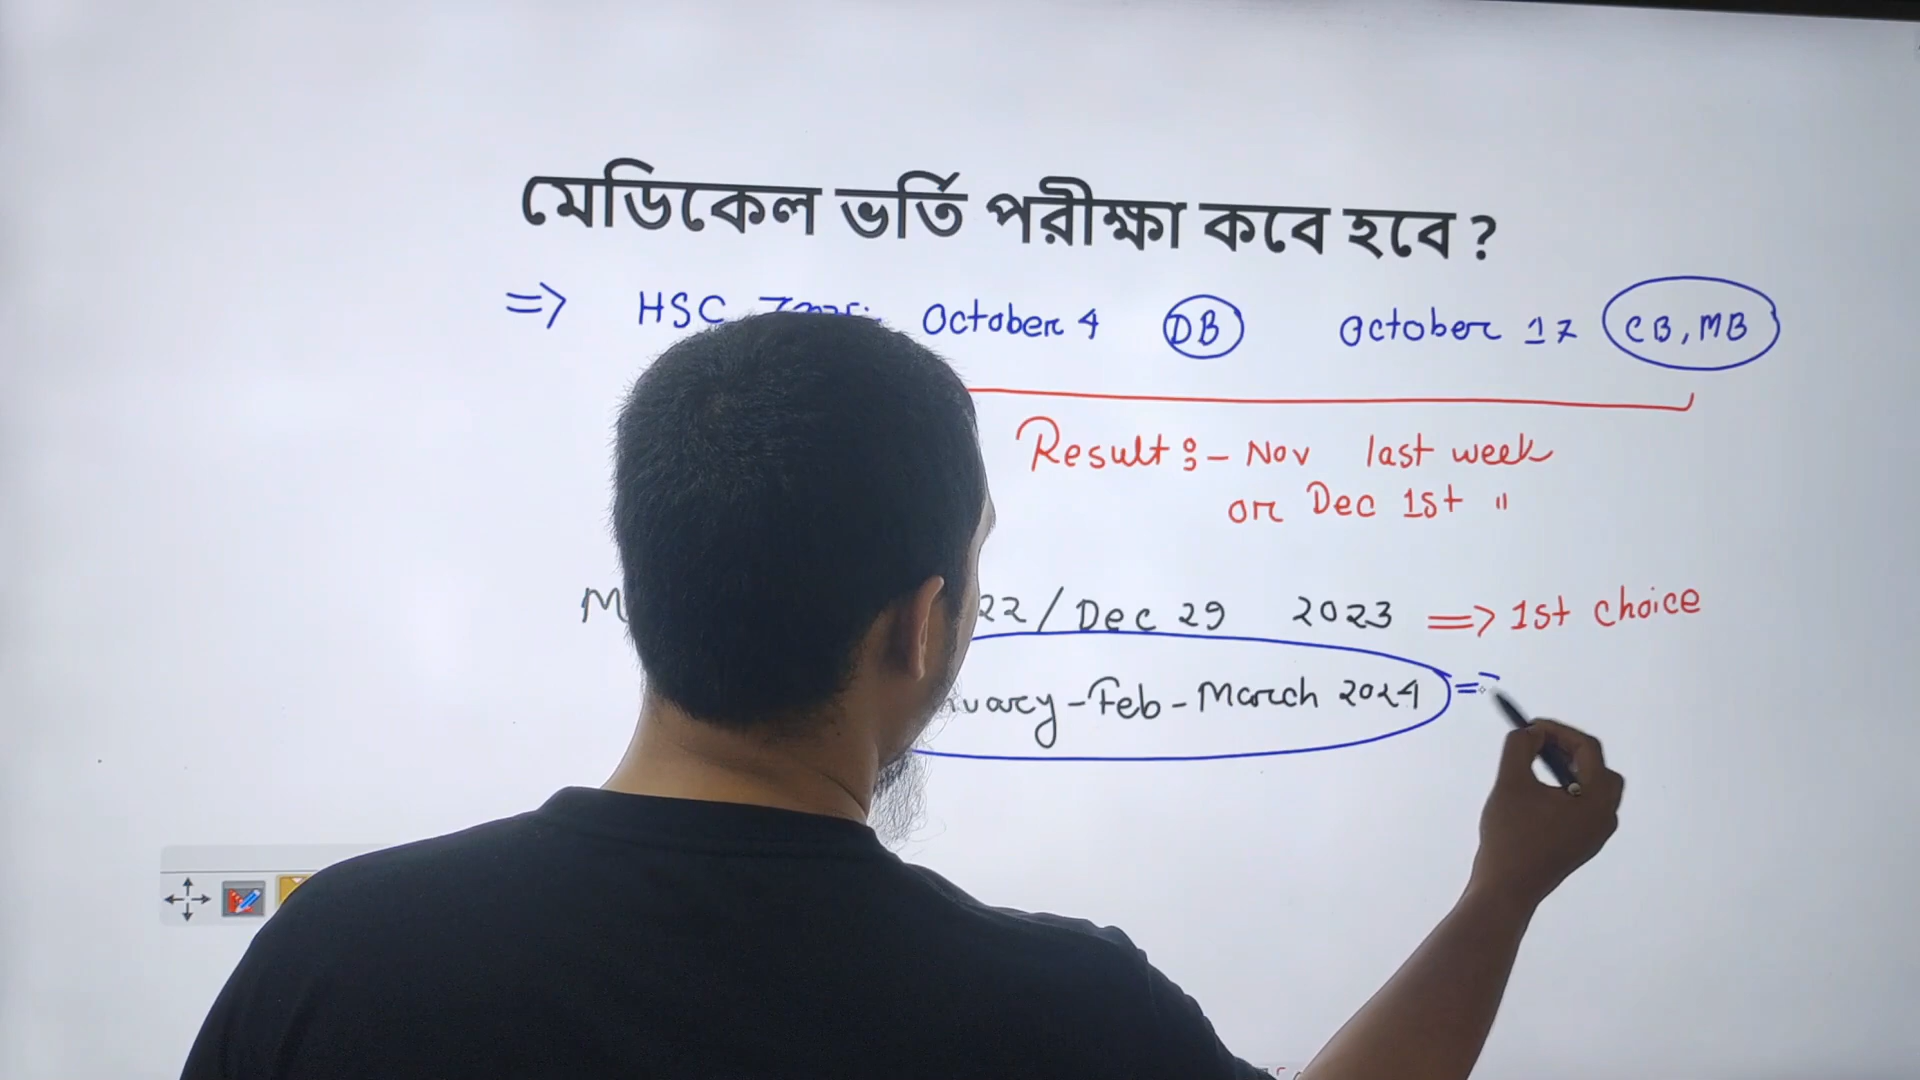 মেডিকেল ভর্তি পরীক্ষা কবে হবে ?
=> HSC October 4 DB October 17 CB, MB
Result :- Nov last week
or Dec 1st "
22 / Dec 29 2023 => 1st choice
-Feb-March 2024 =>